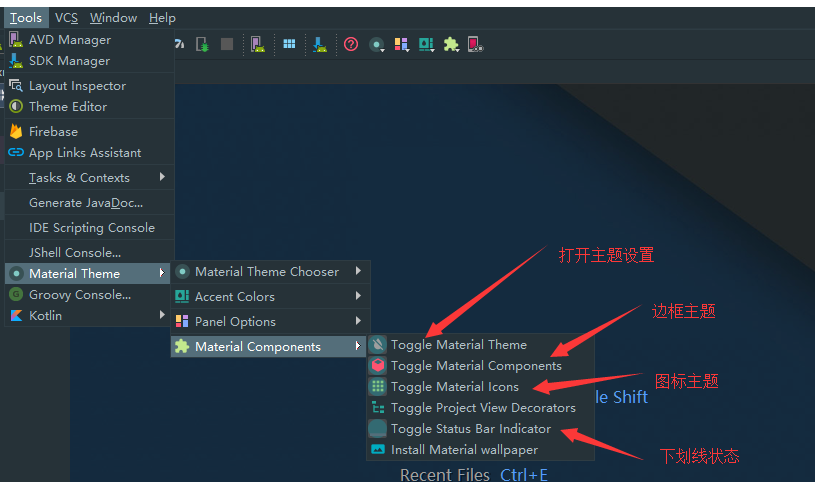 Tools VCS Window Help
AVD Manager
SDK Manager
Layout Inspector
Theme Editor
Firebase
App Links Assistant
Tasks & Contexts
Generate JavaDoc...
IDE Scripting Console
JShell Console...
Material Theme
Groovy Console...
Kotlin
Material Theme Chooser
Accent Colors
Panel Options
Material Components
Toggle Material Theme
Toggle Material Components
Toggle Material Icons
Toggle Project View Decorators
Toggle Status Bar Indicator
Install Material wallpaper
打开主题设置
边框主题
图标主题
le Shift
下划线状态
Recent Files Ctrl+E